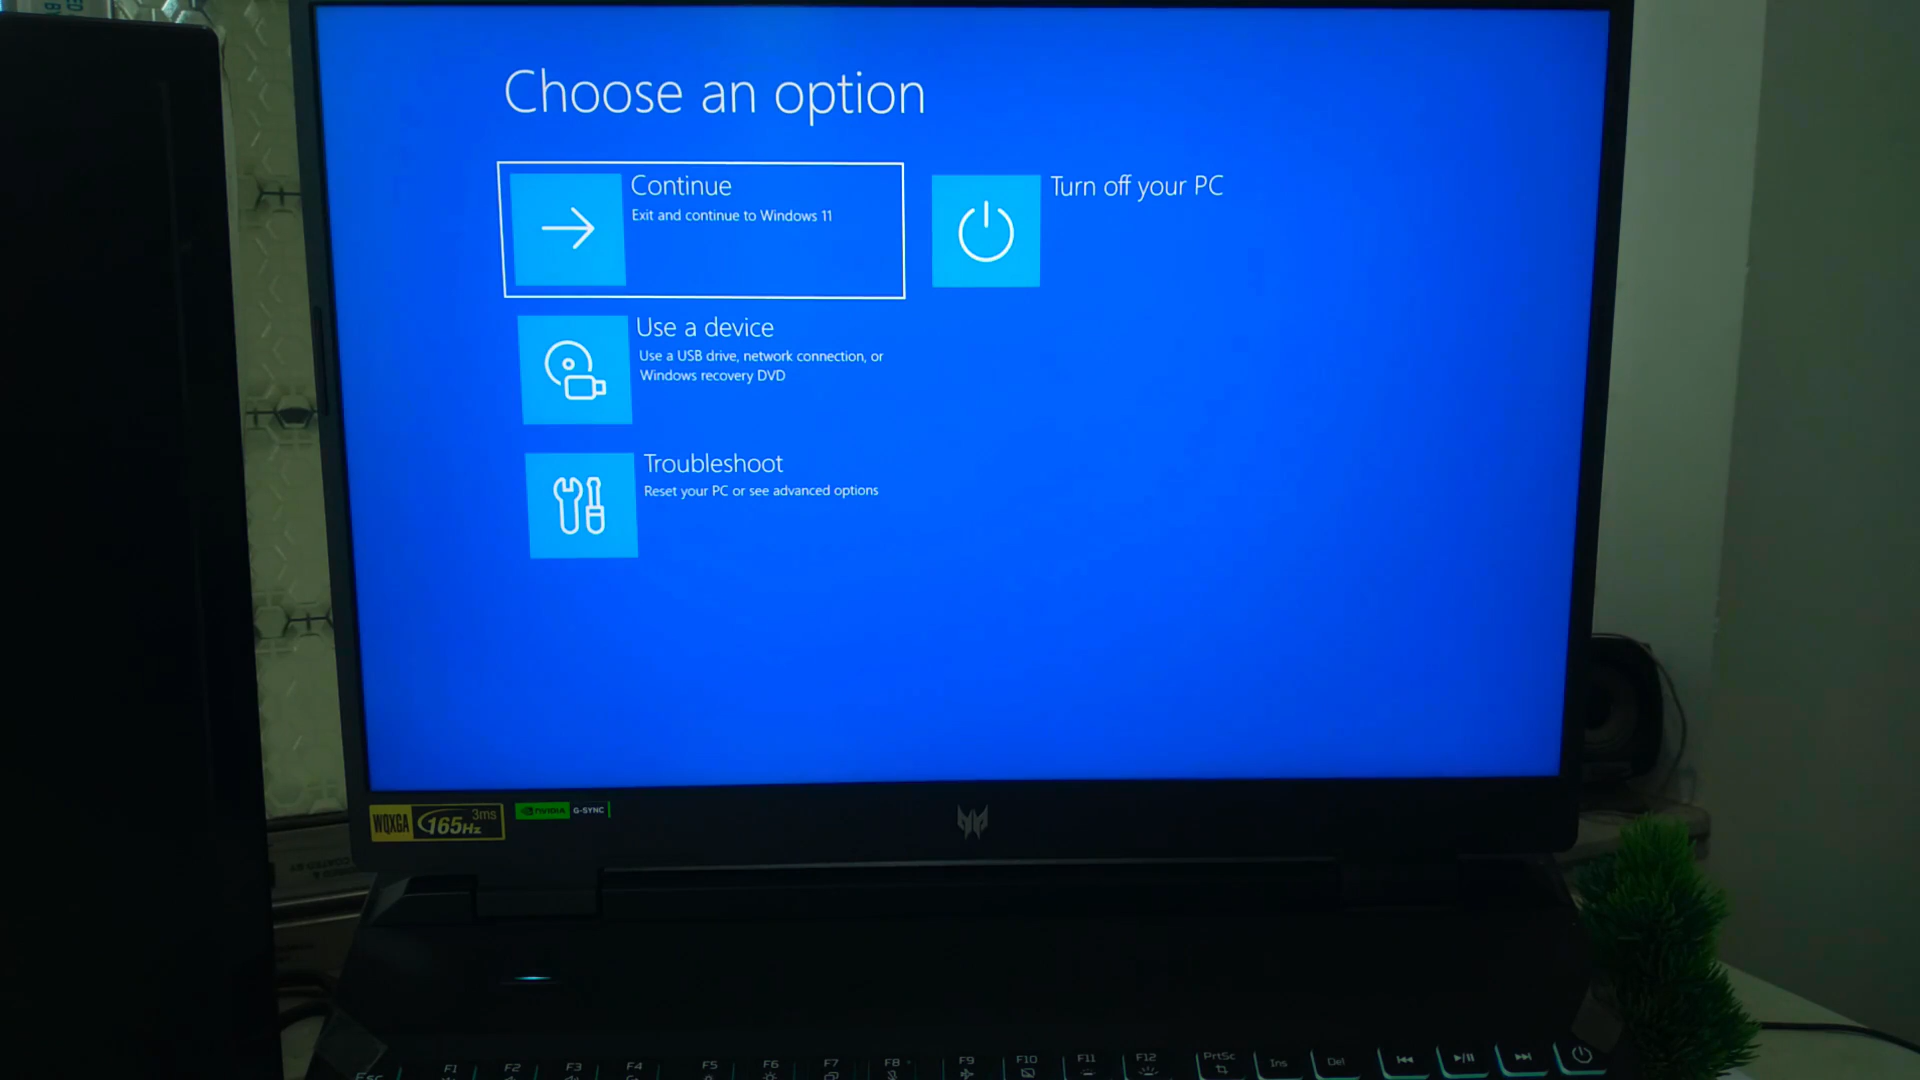 Choose an option
Continue
Exit and continue to Windows 11
Turn off your PC
Use a device
Use a USB drive, network connection, or
Windows recovery DVD
Troubleshoot
Reset your PC or see advanced options
WQXGA 165Hz 3ms
NVIDIA G-SYNC
Esc F1 F2 F3 F4 F5 F6 F7 F8 F9 F10 F11 F12 PrtSc Ins Del